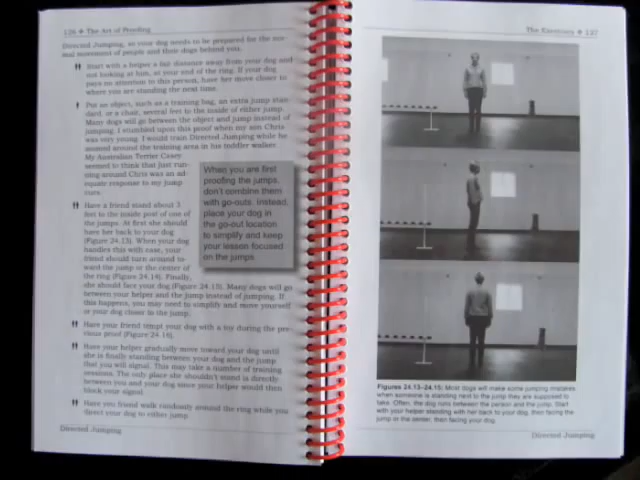 126 ❖ The Art of Proofing
Directed Jumping, so your dog needs to be prepared for the nor-
mal movement of people and their dogs behind you.
Start with a helper a fair distance away from your dog and
not looking at him, at your end of the ring. If your dog
pays no attention to this person, have her move closer to
where you are standing the next time.
Put an object, such as a training bag, an extra jump stan-
dard, or a chair, several feet to the inside of either jump.
Many dogs will go between the object and jump instead of
jumping. I stumbled upon this proof when my son Chris
was very young. I would train Directed Jumping while he
zoomed around the training area in his toddler walker.
My Australian Terrier Casey
seemed to think that just run-
ning around Chris was an ad-
equate response to my jump
cues.
When you are first
proofing the jumps,
don't combine them
with go-outs. Instead,
place your dog in
the go-out location
to simplify and keep
your lesson focused
on the jumps.
Have a friend stand about 3
feet to the inside post of one of
the jumps. At first she should
have her back to your dog
(Figure 24.13). When your dog
handles this with ease, your
friend should turn around to-
ward the jump or the center of
the ring (Figure 24.14). Finally,
she should face your dog (Figure 24.15). Many dogs will go
between your helper and the jump instead of jumping. If
this happens, you may need to simplify and move yourself
or your dog closer to the jump.
Have your friend tempt your dog with a toy during the pre-
vious proof (Figure 24.16).
Have your helper gradually move toward your dog until
she is finally standing between your dog and the jump
that you will signal. This may take a number of training
sessions. The only place she shouldn't stand is directly
between you and your dog since your helper would then
block your signal.
Have you friend walk randomly around the ring while you
direct your dog to either jump.
Directed Jumping
The Exercises ❖ 127
Figures 24.13–24.15: Most dogs will make some jumping mistakes
when someone is standing next to the jump they are supposed to
take. Often, the dog runs between the person and the jump. Start
with your helper standing with her back to your dog, then facing the
jump or the center, then facing your dog.
Directed Jumping